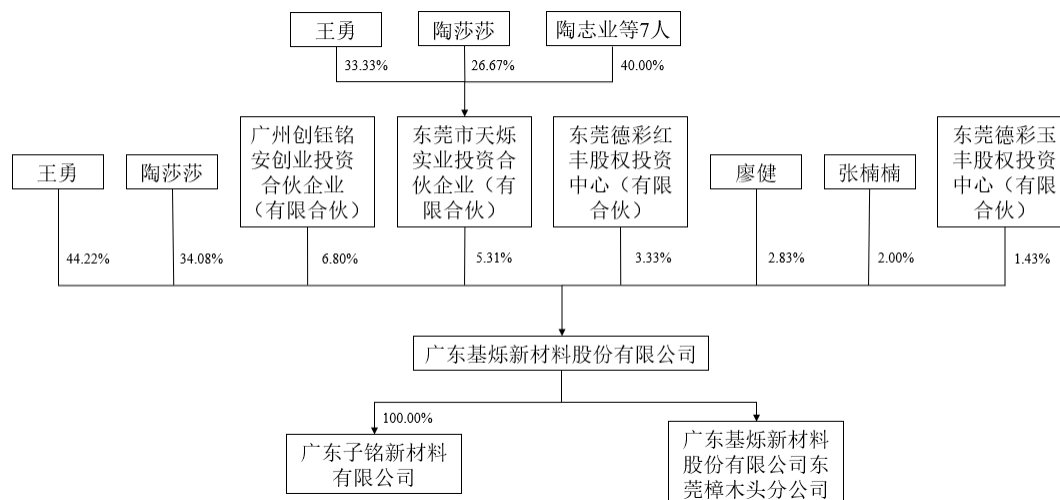 王勇
陶莎莎
陶志业等7人
33.33%
26.67%
40.00%
王勇
陶莎莎
广州创钰铭
安创业投资
合伙企业
（有限合伙）
东莞市天烁
实业投资合
伙企业（有
限合伙）
东莞德彩红
丰股权投资
中心（有限
合伙）
廖健
张楠楠
东莞德彩玉
丰股权投资
中心（有限
合伙）
44.22%
34.08%
6.80%
5.31%
3.33%
2.83%
2.00%
1.43%
广东基烁新材料股份有限公司
100.00%
广东子铭新材料
有限公司
广东基烁新材料
股份有限公司东
莞樟木头分公司